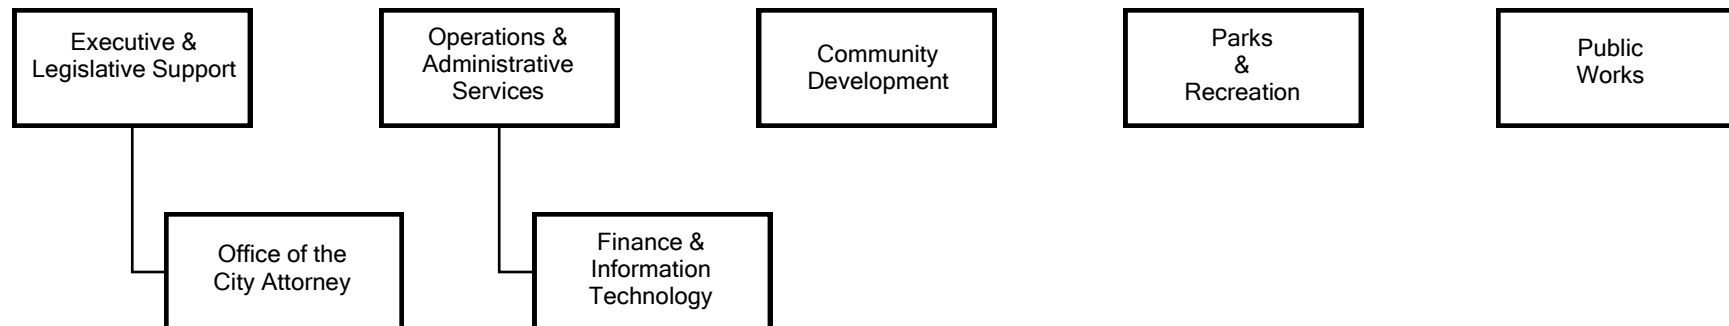 Executive &
Legislative Support
Operations &
Administrative
Services
Community
Development
Parks
&
Recreation
Public
Works
Office of the
City Attorney
Finance &
Information
Technology